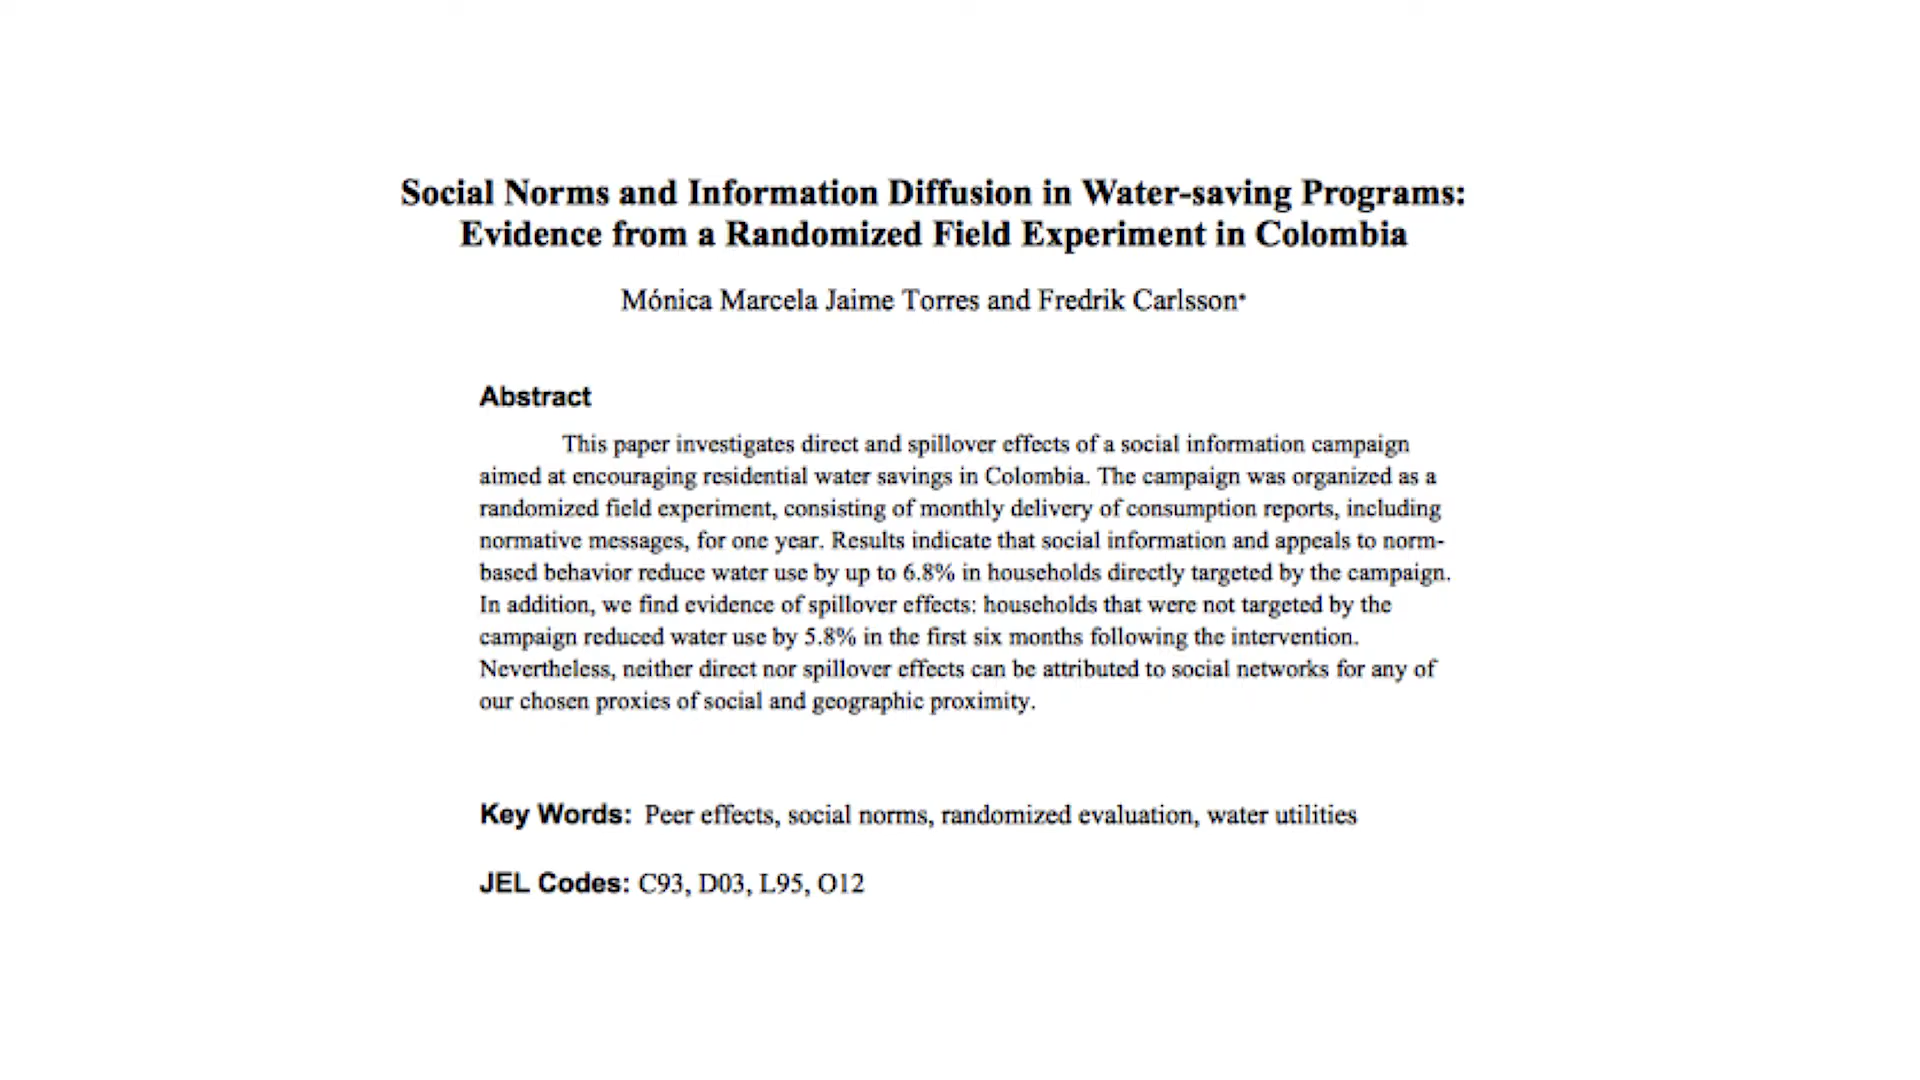 Social Norms and Information Diffusion in Water-saving Programs:
Evidence from a Randomized Field Experiment in Colombia
Mónica Marcela Jaime Torres and Fredrik Carlsson*
Abstract
This paper investigates direct and spillover effects of a social information campaign
aimed at encouraging residential water savings in Colombia. The campaign was organized as a
randomized field experiment, consisting of monthly delivery of consumption reports, including
normative messages, for one year. Results indicate that social information and appeals to norm-
based behavior reduce water use by up to 6.8% in households directly targeted by the campaign.
In addition, we find evidence of spillover effects: households that were not targeted by the
campaign reduced water use by 5.8% in the first six months following the intervention.
Nevertheless, neither direct nor spillover effects can be attributed to social networks for any of
our chosen proxies of social and geographic proximity.
Key Words: Peer effects, social norms, randomized evaluation, water utilities
JEL Codes: C93, D03, L95, O12